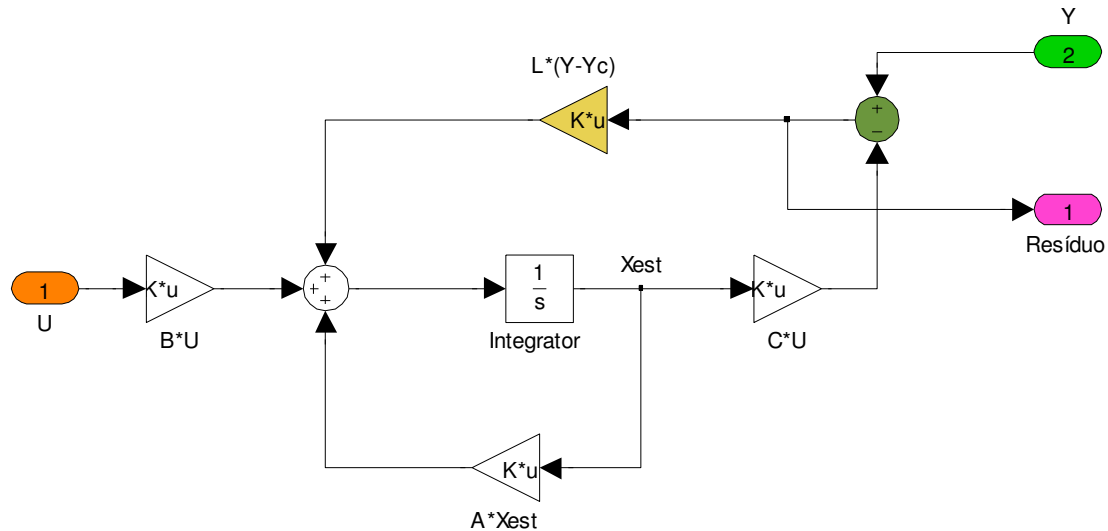 Y
2
L*(Y-Yc)
K*u
+
−
1
Resíduo
Xest
1
U
K*u
B*U
+
+
+
1
s
Integrator
K*u
C*U
K*u
A*Xest